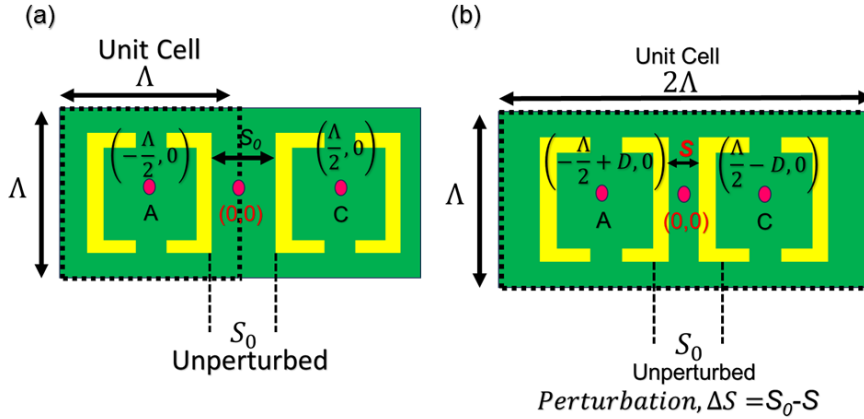 (a)
Unit Cell
Λ
Λ
(-Λ/2, 0)
S₀
(Λ/2, 0)
A
(0,0)
C
S₀
Unperturbed
(b)
Unit Cell
2Λ
Λ
(-Λ/2 + D, 0)
S
(Λ/2 - D, 0)
A
(0,0)
C
S₀
Unperturbed
Perturbation, ΔS =S₀-S